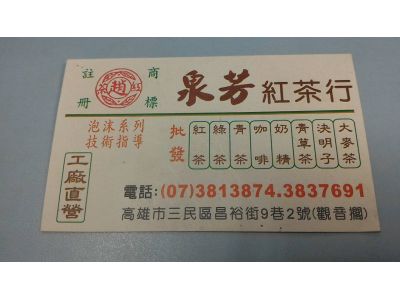 註冊 商標
趙
泉芳紅茶行
泡沫系列
技術指導
批發
紅茶
綠茶
青茶
咖啡
奶精
青草茶
決明子
大麥茶
工廠直營
電話:(07)3813874.3837691
高雄市三民區昌裕街9巷2號(觀音擱)